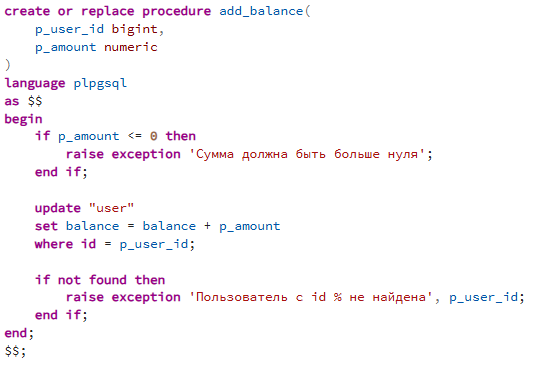 create or replace procedure add_balance(
    p_user_id bigint,
    p_amount numeric
)
language plpgsql
as $$
begin
    if p_amount <= 0 then
        raise exception 'Сумма должна быть больше нуля';
    end if;

    update "user"
    set balance = balance + p_amount
    where id = p_user_id;

    if not found then
        raise exception 'Пользователь с id % не найдена', p_user_id;
    end if;
end;
$$;